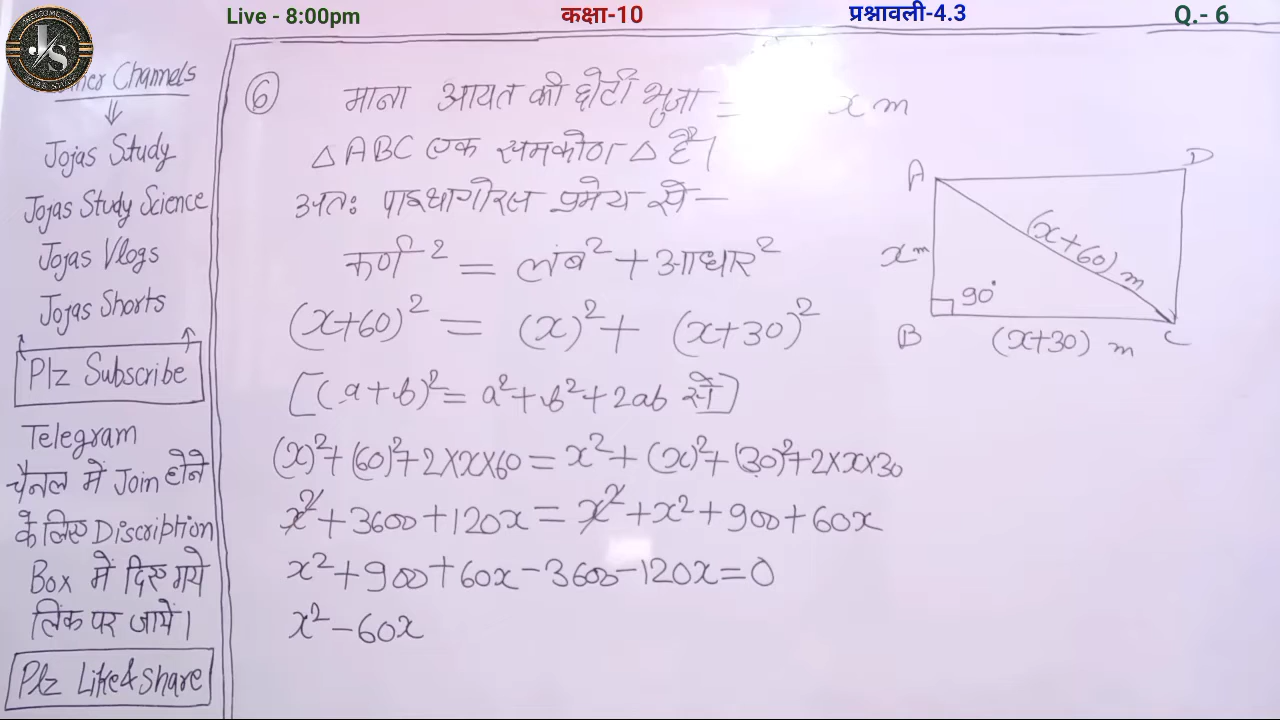 Live - 8:00pm कक्षा-10 प्रश्नावली-4.3 Q.- 6
JS
Channels
Jojas Study
Jojas Study Science
Jojas Vlogs
Jojas Shorts
Plz Subscribe
Telegram
चैनल में Join होने
के लिए Discription
Box में दिए गये
लिंक पर जायें।
Plz Like&Share
6 माना आयत की छोटी भुजा = x m
△ABC एक समकोण △ है।
अतः पाइथागोरस प्रमेय से—
कर्ण² = लंब² + आधार²
(x+60)² = (x)² + (x+30)²
[(a+b)² = a²+b²+2ab से]
(x)²+(60)²+2×x×60 = x²+(x)²+(30)²+2×x×30
x²+3600+120x = x²+x²+900+60x
x²+900+60x-3600-120x=0
x²-60x
A D
x m (x+60) m
90°
B (x+30) m C